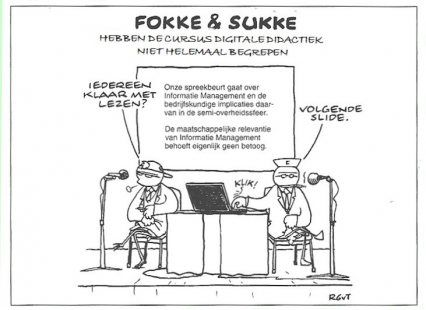 FOKKE & SUKKE
HEBBEN DE CURSUS DIGITALE DIDACTIEK
NIET HELEMAAL BEGREPEN
IEDEREEN
KLAAR MET
LEZEN?
Onze spreekbeurt gaat over
Informatie Management en de
bedrijfskundige implicaties daar-
van in de semi-overheidssfeer.
De maatschappelijke relevantie
van Informatie Management
behoeft eigenlijk geen betoog.
VOLGENDE
SLIDE.
KLIK!
F
RGVT